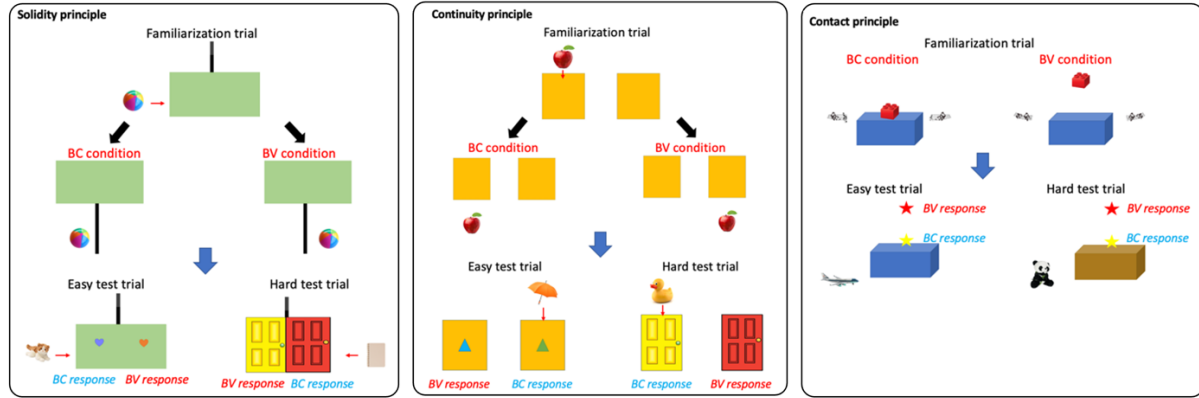 Solidity principle
Familiarization trial
BC condition
BV condition
Easy test trial
Hard test trial
BC response
BV response
BV response
BC response
Continuity principle
Familiarization trial
BC condition
BV condition
Easy test trial
Hard test trial
BV response
BC response
BC response
BV response
Contact principle
Familiarization trial
BC condition
BV condition
Easy test trial
Hard test trial
BV response
BV response
BC response
BC response